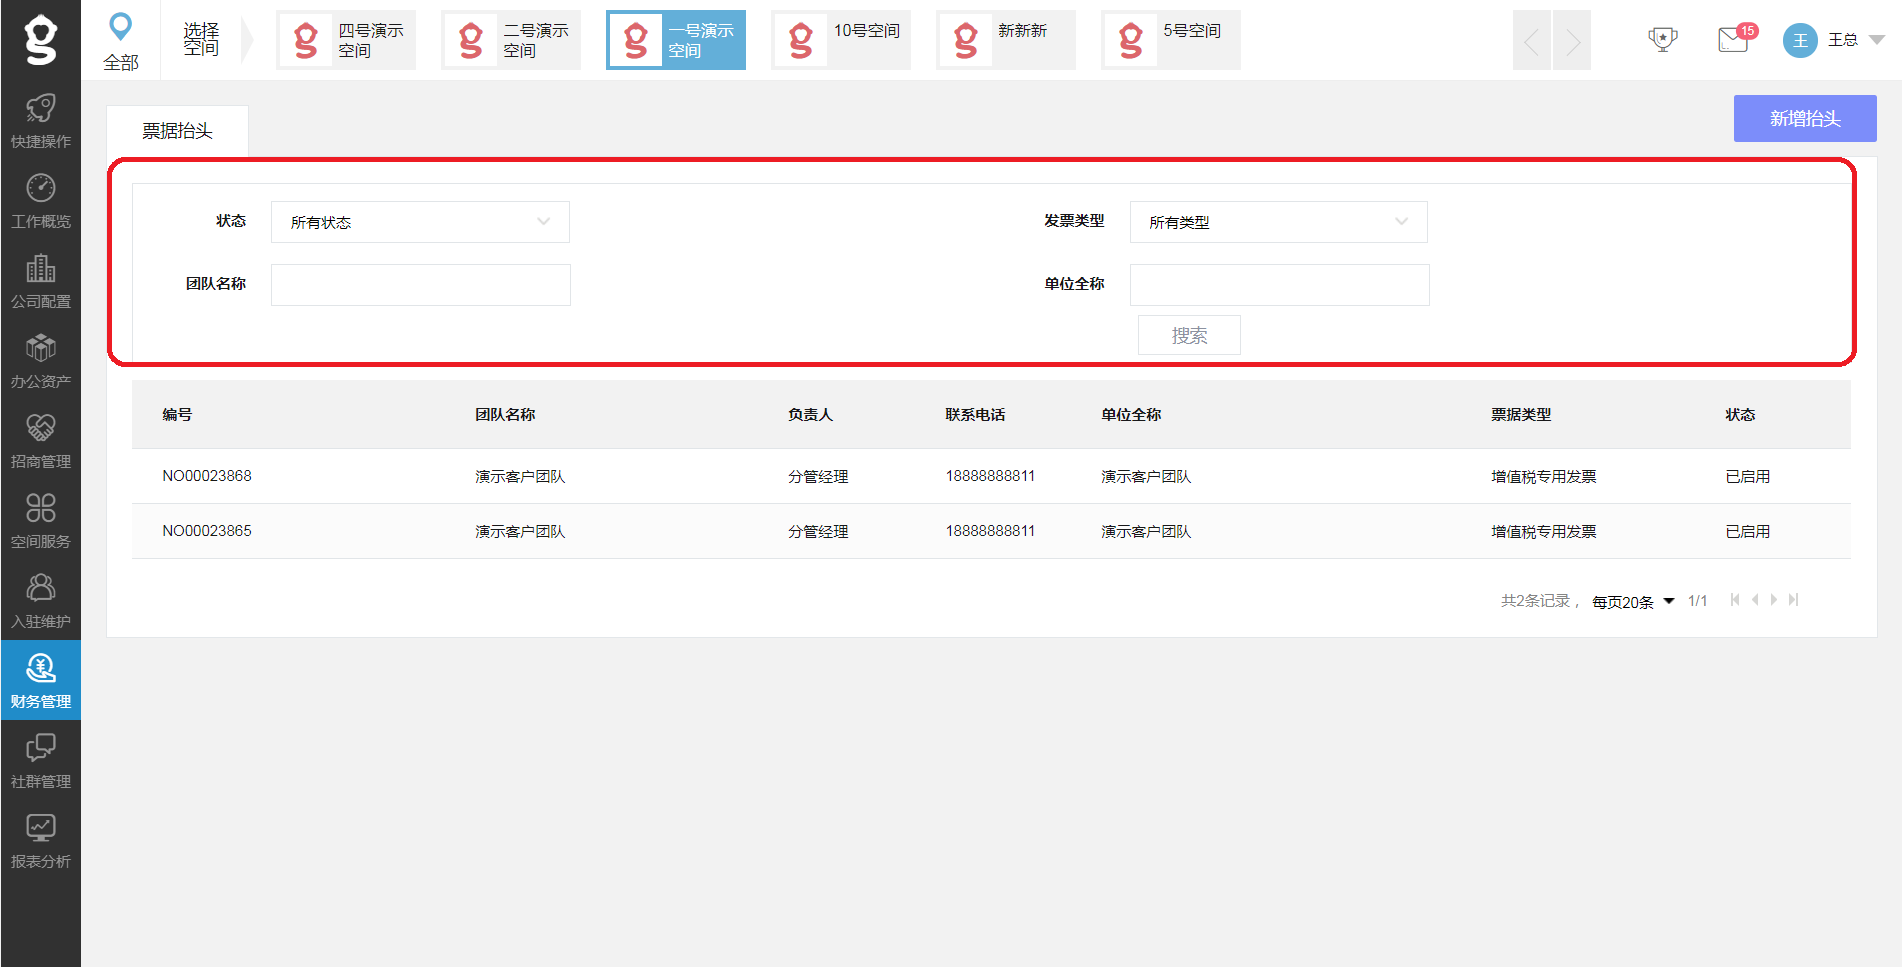 全部
选择
空间
四号演示
空间
二号演示
空间
一号演示
空间
10号空间
新新新
5号空间
15
王
王总
快捷操作
工作概览
公司配置
办公资产
招商管理
空间服务
入驻维护
财务管理
社群管理
报表分析
票据抬头
新增抬头
状态 所有状态 发票类型 所有类型
团队名称 单位全称
搜索
编号 团队名称 负责人 联系电话 单位全称 票据类型 状态
NO00023868 演示客户团队 分管经理 18888888811 演示客户团队 增值税专用发票 已启用
NO00023865 演示客户团队 分管经理 18888888811 演示客户团队 增值税专用发票 已启用
共2条记录， 每页20条 1/1